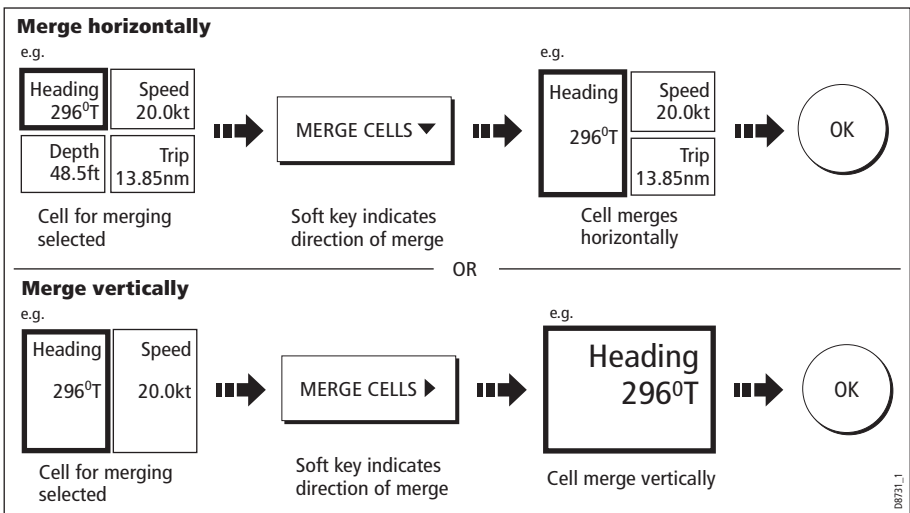 Merge horizontally
e.g.
Heading
296⁰T
Speed
20.0kt
Depth
48.5ft
Trip
13.85nm
Cell for merging
selected
MERGE CELLS ▼
Soft key indicates
direction of merge
e.g.
Heading
296⁰T
Speed
20.0kt
Trip
13.85nm
Cell merges
horizontally
OK
OR
Merge vertically
e.g.
Heading
296⁰T
Speed
20.0kt
Cell for merging
selected
MERGE CELLS ▶
Soft key indicates
direction of merge
e.g.
Heading
296⁰T
Cell merge vertically
OK
D8731_1